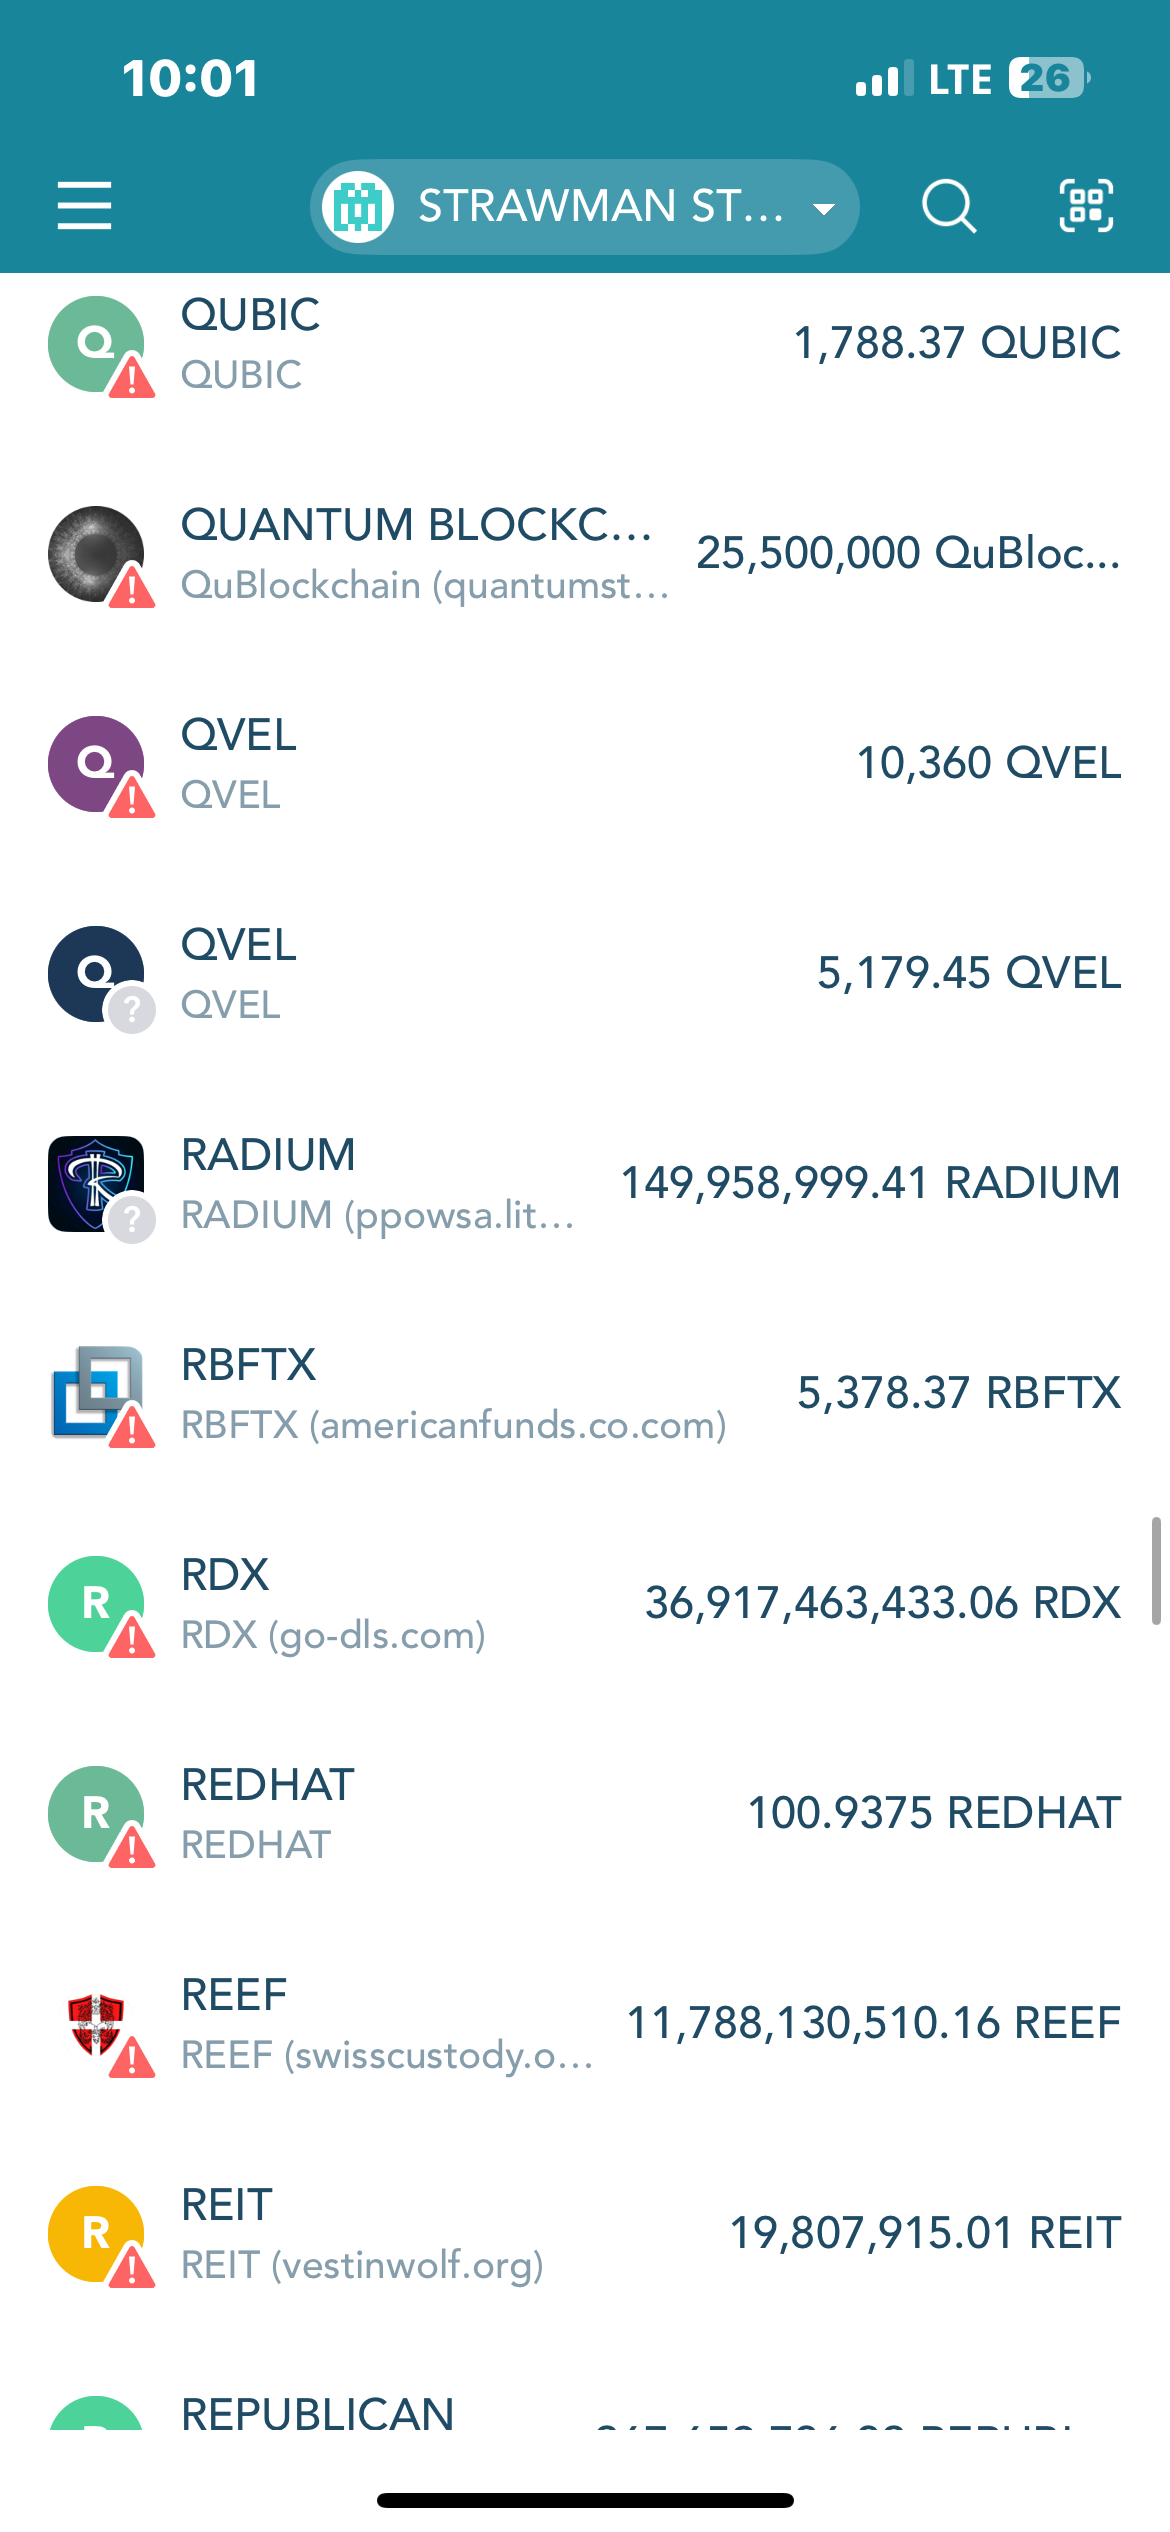 10:01
LTE 26
STRAWMAN ST...
Q
QUBIC
1,788.37 QUBIC
QUBIC
QUANTUM BLOCKC...
25,500,000 QuBloc...
QuBlockchain (quantumst...
Q
QVEL
10,360 QVEL
QVEL
Q
QVEL
5,179.45 QVEL
QVEL
?
RADIUM
149,958,999.41 RADIUM
RADIUM (ppowsa.lit...
?
RBFTX
5,378.37 RBFTX
RBFTX (americanfunds.co.com)
R
RDX
36,917,463,433.06 RDX
RDX (go-dls.com)
R
REDHAT
100.9375 REDHAT
REDHAT
REEF
11,788,130,510.16 REEF
REEF (swisscustody.o...
R
REIT
19,807,915.01 REIT
REIT (vestinwolf.org)
REPUBLICAN